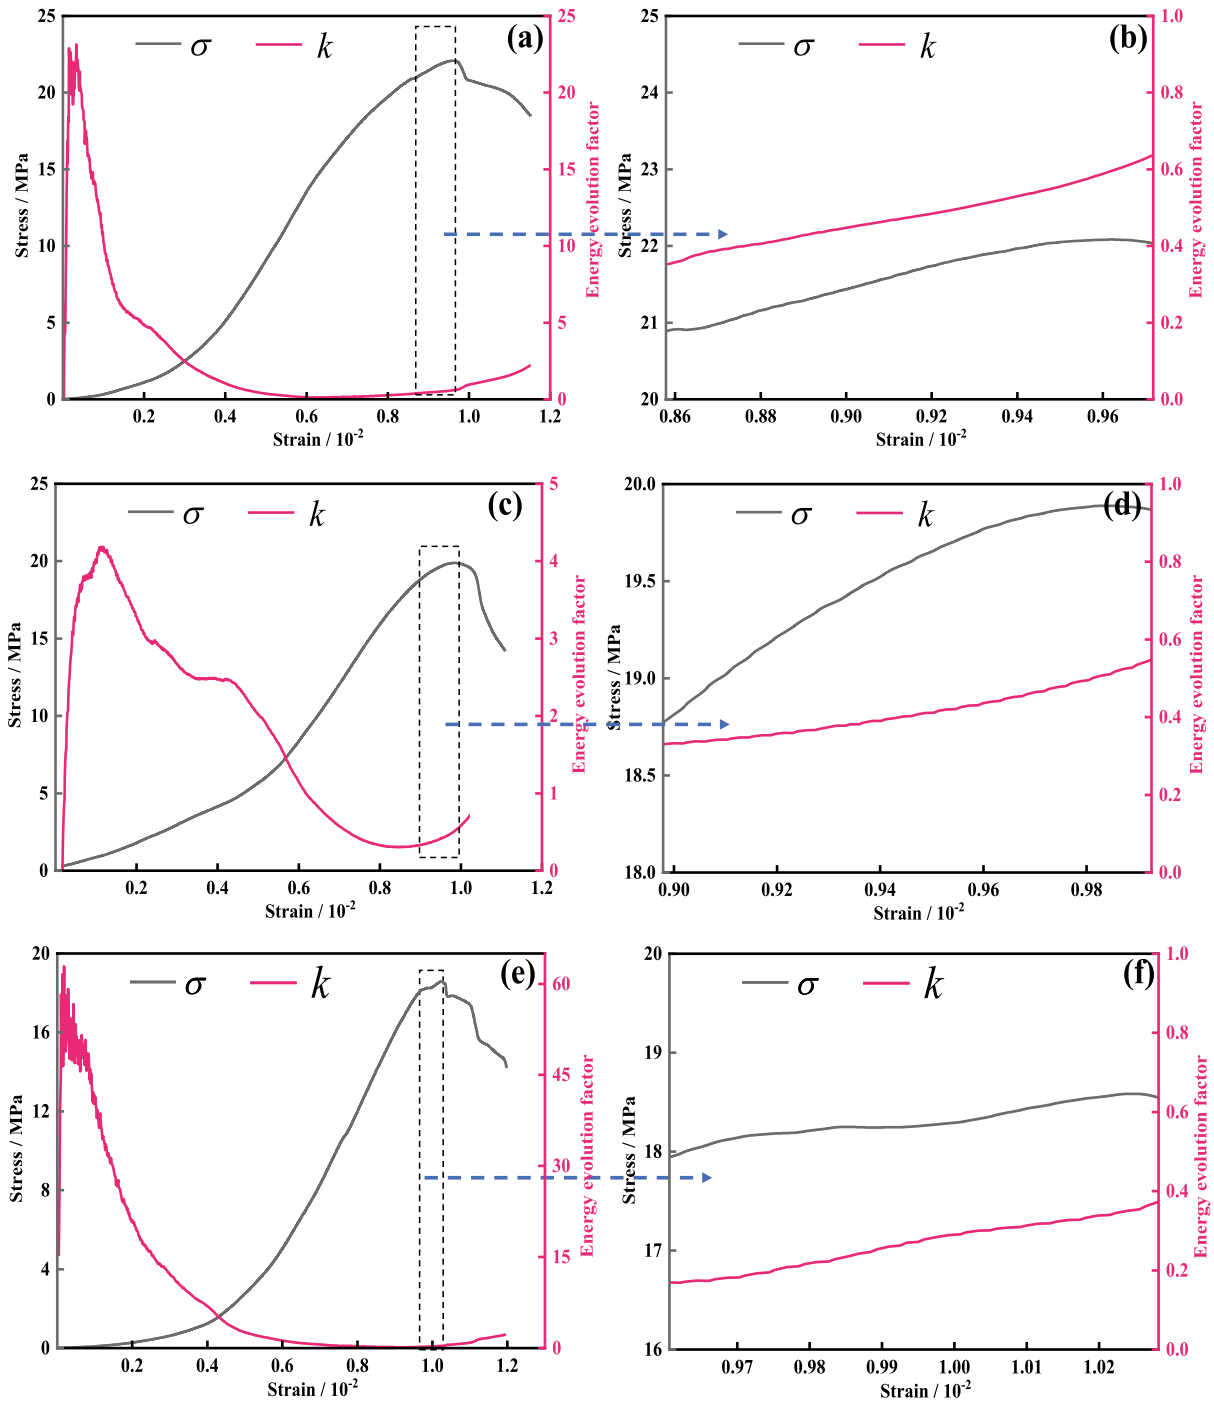 25
20
15
10
5
0
Stress / MPa
σ
k
(a)
25
20
15
10
5
0
Energy evolution factor
0.2
0.4
0.6
0.8
1.0
1.2
Strain / 10-2
25
24
23
22
21
20
Stress / MPa
σ
k
(b)
1.0
0.8
0.6
0.4
0.2
0.0
Energy evolution factor
0.86
0.88
0.90
0.92
0.94
0.96
Strain / 10-2
25
20
15
10
5
0
Stress / MPa
σ
k
(c)
5
4
3
2
1
0
Energy evolution factor
0.2
0.4
0.6
0.8
1.0
1.2
Strain / 10-2
20.0
19.5
19.0
18.5
18.0
Stress / MPa
σ
k
(d)
1.0
0.8
0.6
0.4
0.2
0.0
Energy evolution factor
0.90
0.92
0.94
0.96
0.98
Strain / 10-2
20
16
12
8
4
0
Stress / MPa
σ
k
(e)
60
45
30
15
0
Energy evolution factor
0.2
0.4
0.6
0.8
1.0
1.2
Strain / 10-2
20
19
18
17
16
Stress / MPa
σ
k
(f)
1.0
0.8
0.6
0.4
0.2
0.0
Energy evolution factor
0.97
0.98
0.99
1.00
1.01
1.02
Strain / 10-2